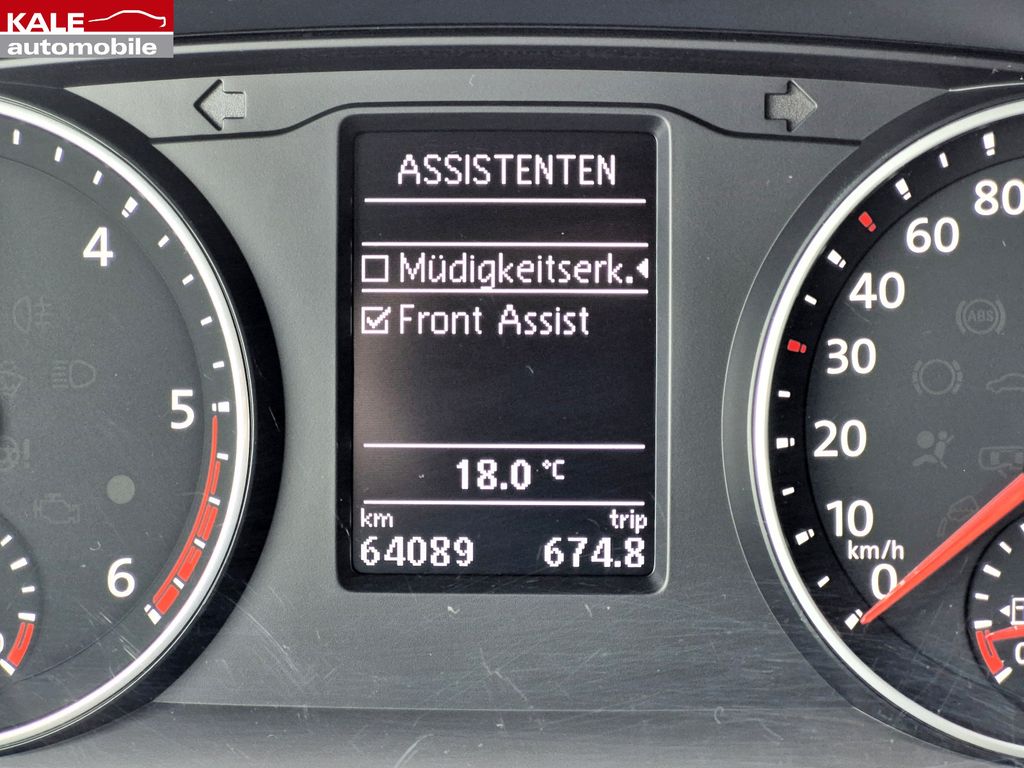 KALE
automobile
ASSISTENTEN
Müdigkeitserk.
Front Assist
18.0 °C
km trip
64089 674.8
4
5
6
80
60
40
30
20
10
km/h
0
ABS
0